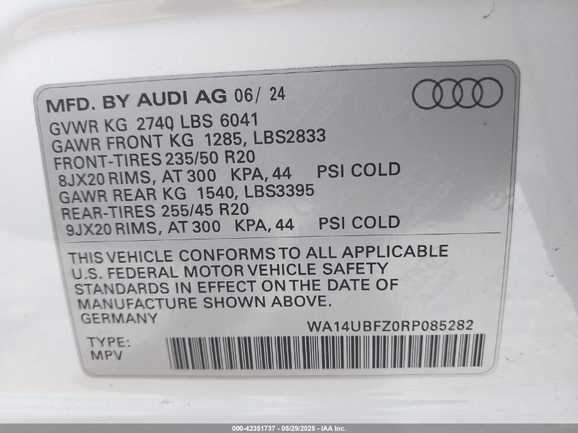 MFD. BY AUDI AG 06/ 24
GVWR KG 2740 LBS 6041
GAWR FRONT KG 1285, LBS2833
FRONT-TIRES 235/50 R20
8JX20 RIMS, AT 300 KPA, 44 PSI COLD
GAWR REAR KG 1540, LBS3395
REAR-TIRES 255/45 R20
9JX20 RIMS, AT 300 KPA, 44 PSI COLD
THIS VEHICLE CONFORMS TO ALL APPLICABLE
U.S. FEDERAL MOTOR VEHICLE SAFETY
STANDARDS IN EFFECT ON THE DATE OF
MANUFACTURE SHOWN ABOVE.
GERMANY
WA14UBFZ0RP085282
TYPE:
MPV
000-42351737 - 05/29/2025 - IAA Inc.